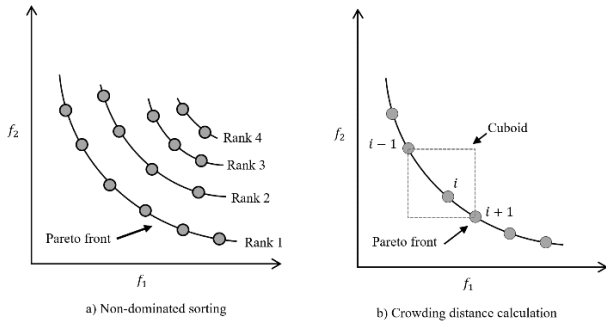 f₂
Rank 4
Rank 3
Rank 2
Pareto front
Rank 1
f₁
a) Non-dominated sorting
f₂
Cuboid
i − 1
i
i + 1
Pareto front
f₁
b) Crowding distance calculation